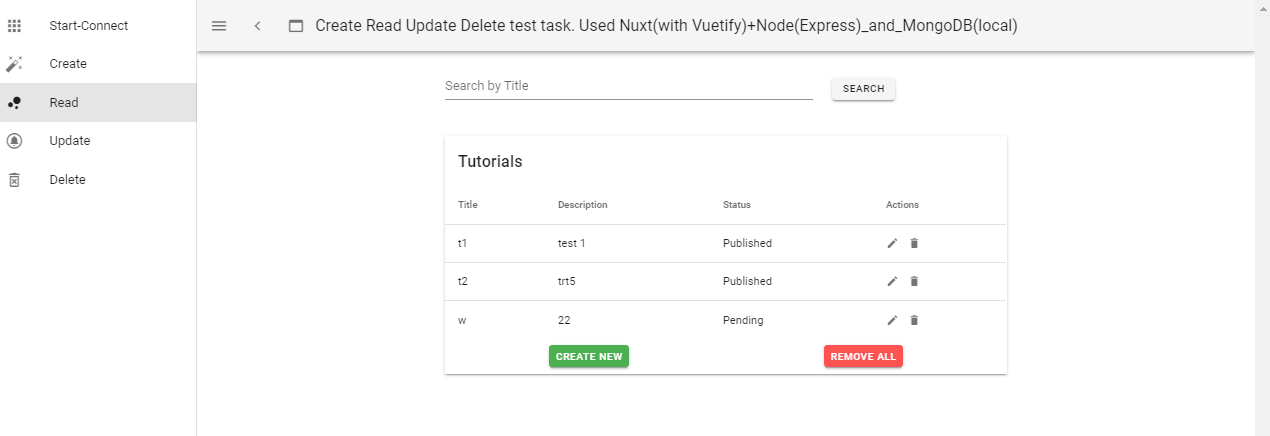 Start-Connect
Create
Read
Update
Delete
Create Read Update Delete test task. Used Nuxt(with Vuetify)+Node(Express)_and_MongoDB(local)
Search by Title
SEARCH
Tutorials
Title Description Status Actions
t1 test 1 Published
t2 trt5 Published
w 22 Pending
CREATE NEW REMOVE ALL